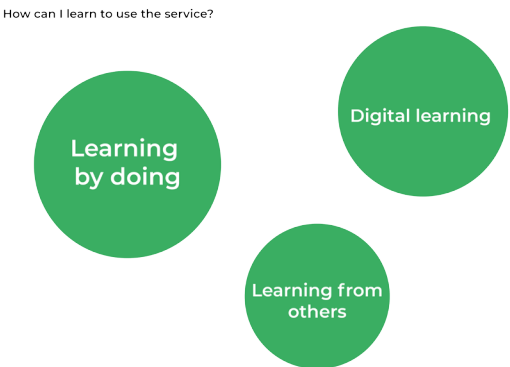 How can I learn to use the service?
Learning
by doing
Digital learning
Learning from
others